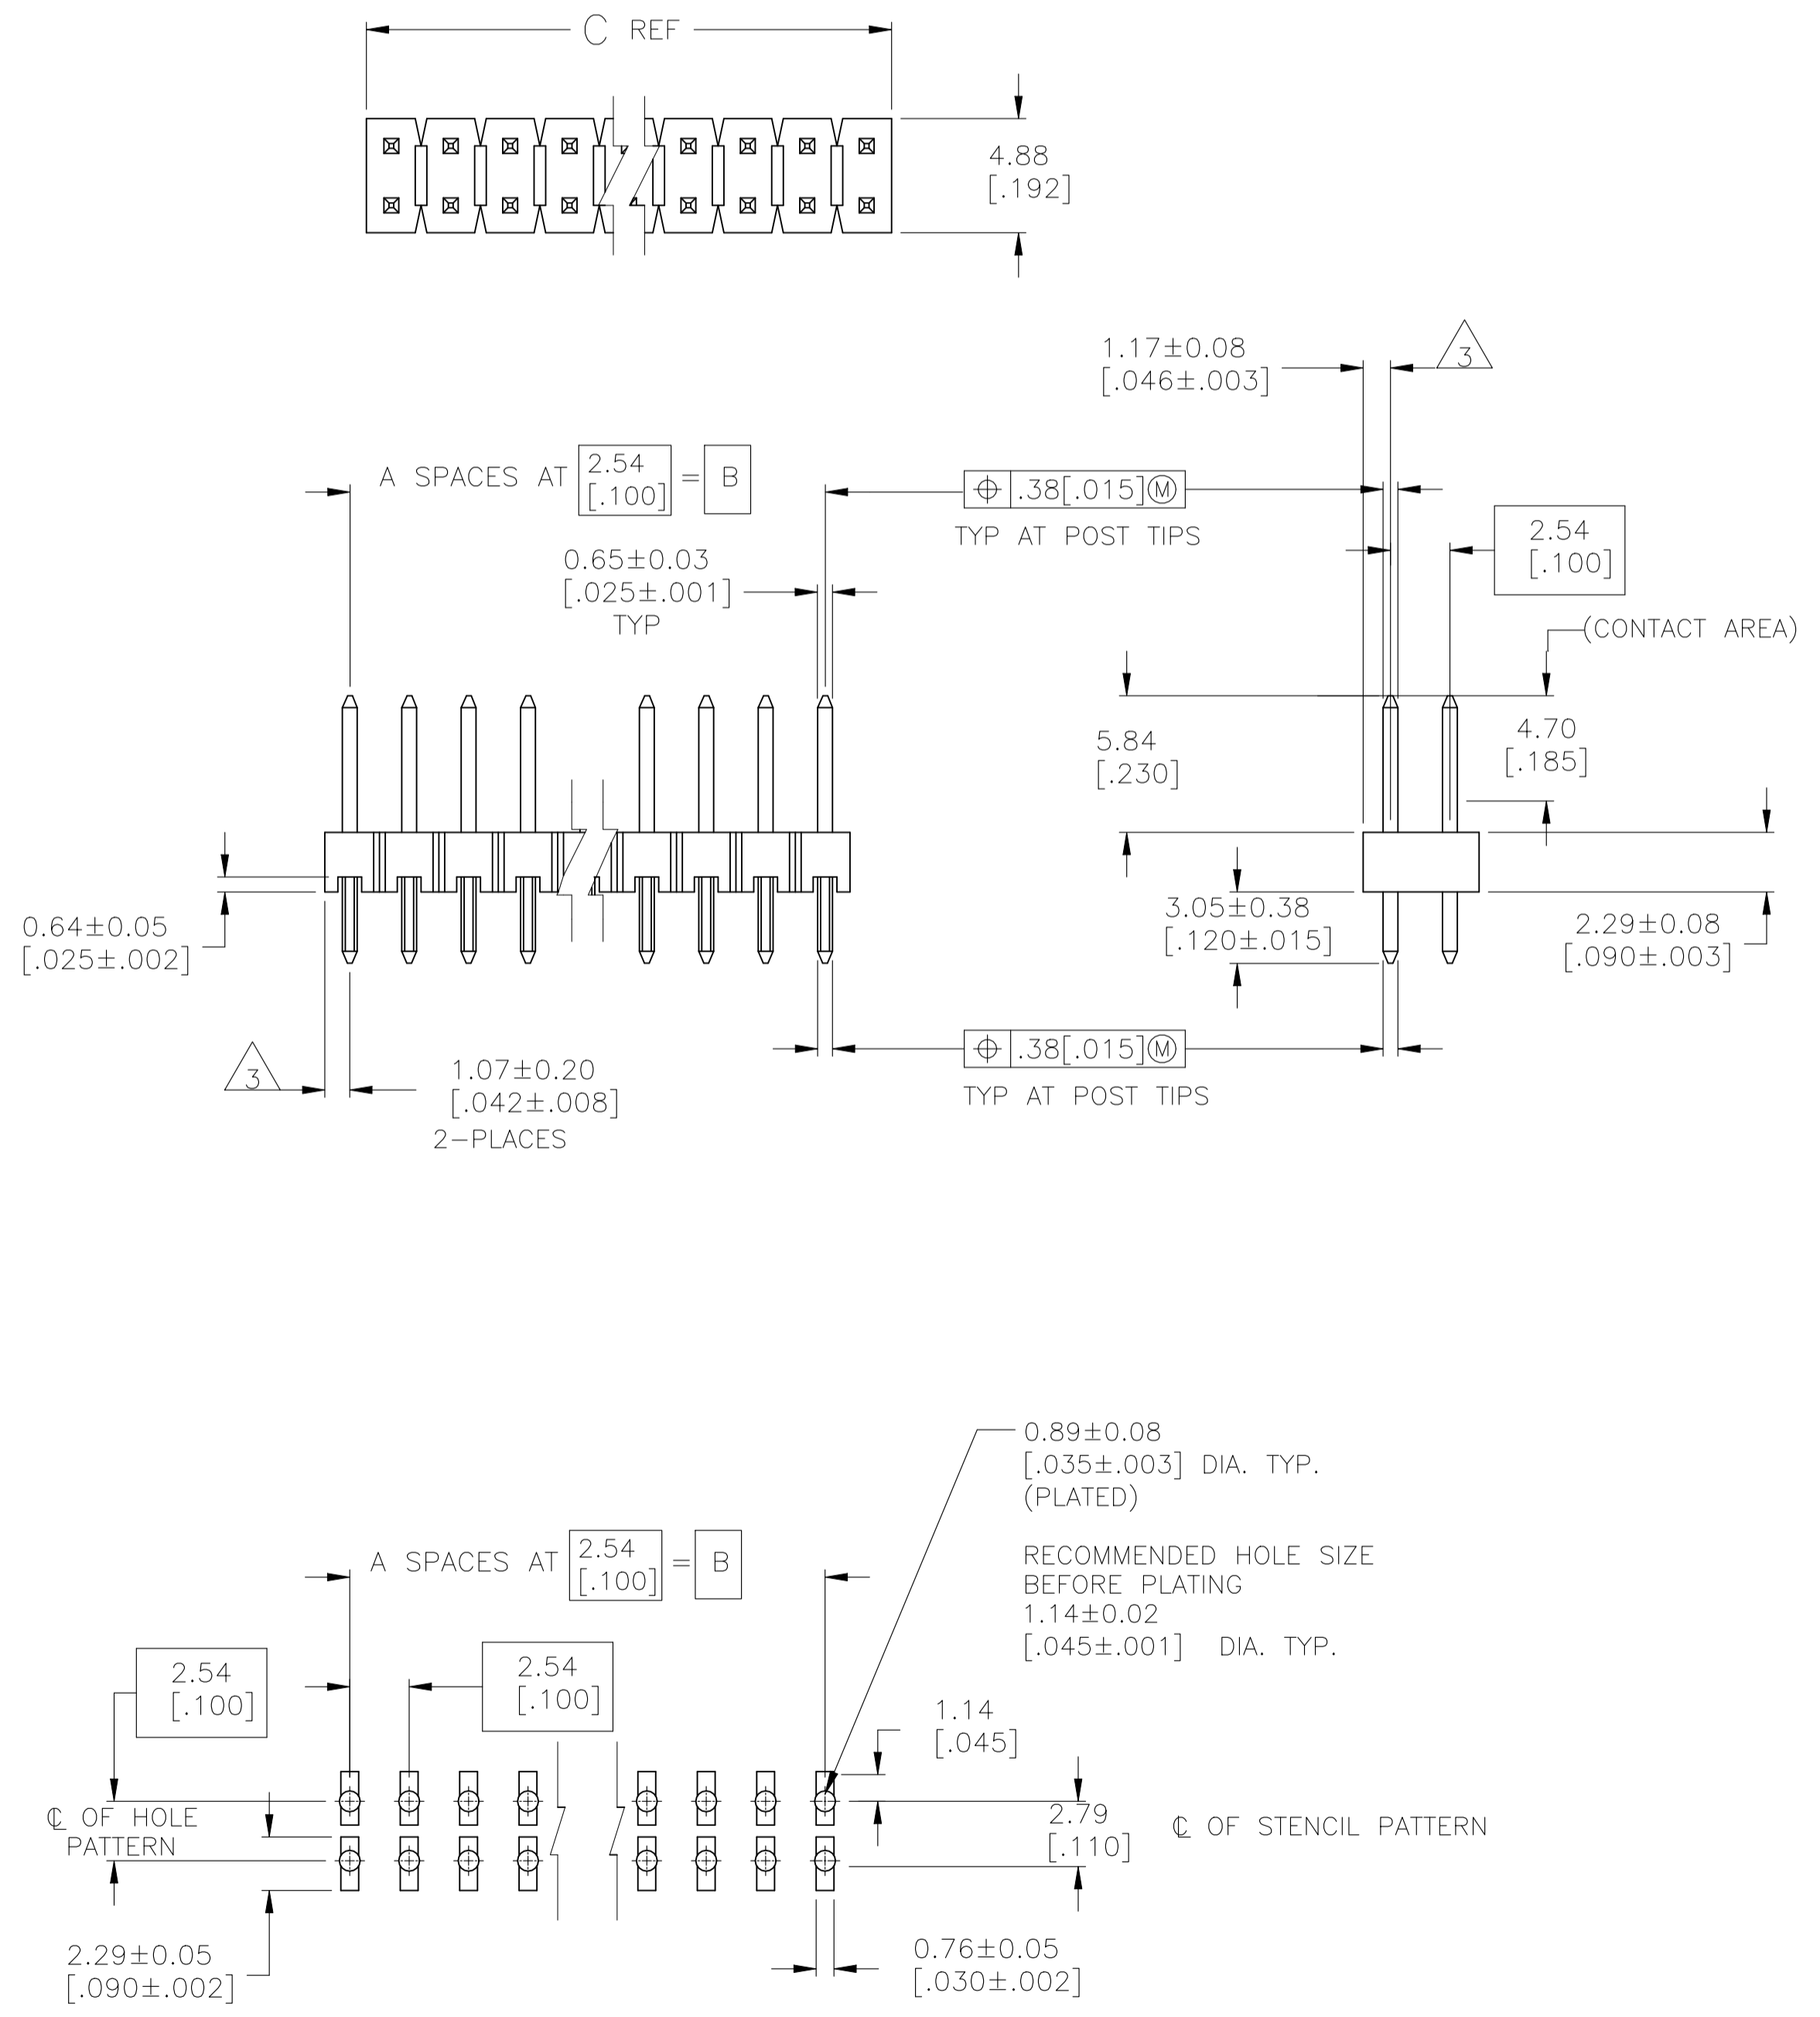 C REF
4.88
[.192]
1.17±0.08
[.046±.003]
3
A SPACES AT 2.54 [.100] = B
⌖ .38[.015]Ⓜ
TYP AT POST TIPS
2.54
[.100]
0.65±0.03
[.025±.001]
TYP
(CONTACT AREA)
5.84
[.230]
4.70
[.185]
0.64±0.05
[.025±.002]
3.05±0.38
[.120±.015]
2.29±0.08
[.090±.003]
3
1.07±0.20
[.042±.008]
2-PLACES
⌖ .38[.015]Ⓜ
TYP AT POST TIPS
0.89±0.08
[.035±.003] DIA. TYP.
(PLATED)
RECOMMENDED HOLE SIZE
BEFORE PLATING
1.14±0.02
[.045±.001] DIA. TYP.
A SPACES AT 2.54 [.100] = B
2.54
[.100]
2.54
[.100]
1.14
[.045]
℄ OF HOLE
PATTERN
2.79
[.110]
℄ OF STENCIL PATTERN
2.29±0.05
[.090±.002]
0.76±0.05
[.030±.002]